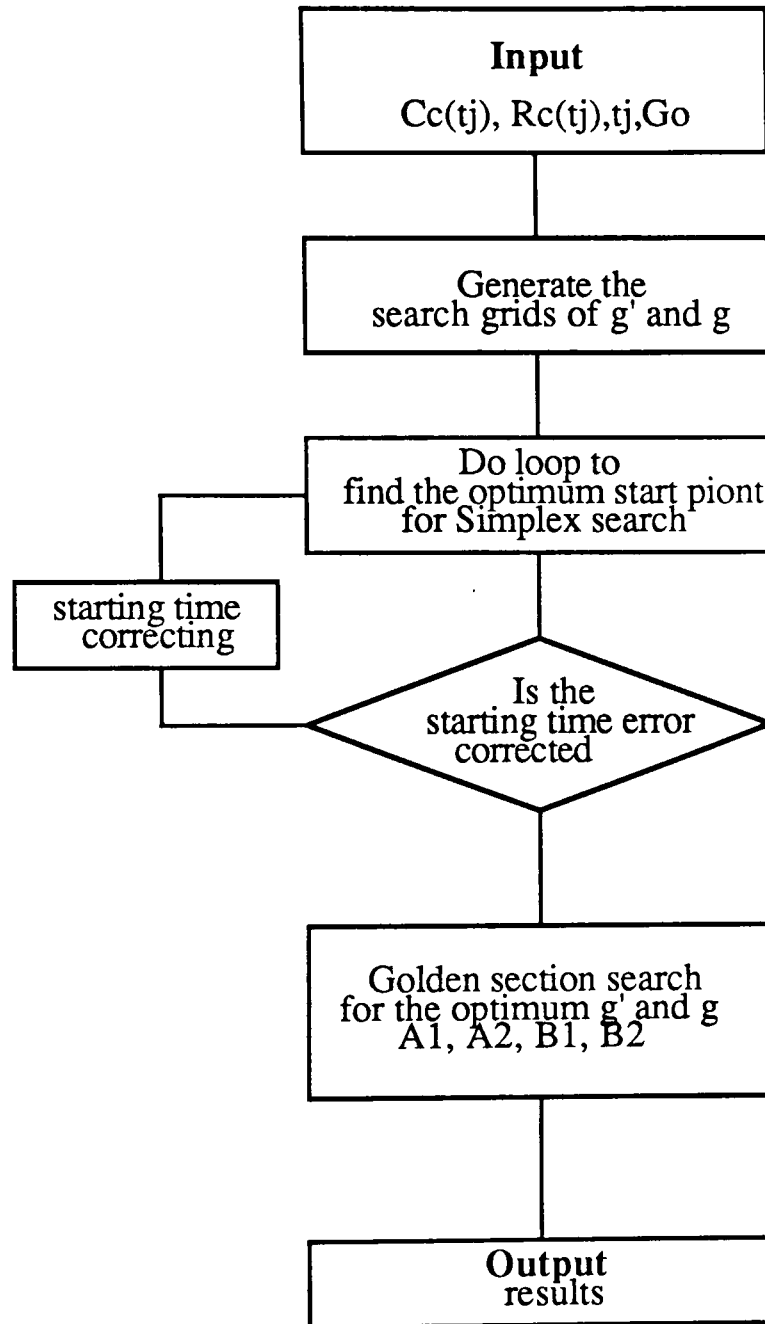 Input
Cc(tj), Rc(tj),tj,Go
Generate the
search grids of g' and g
Do loop to
find the optimum start piont
for Simplex search
starting time
correcting
Is the
starting time error
corrected
Golden section search
for the optimum g' and g
A1, A2, B1, B2
Output
results